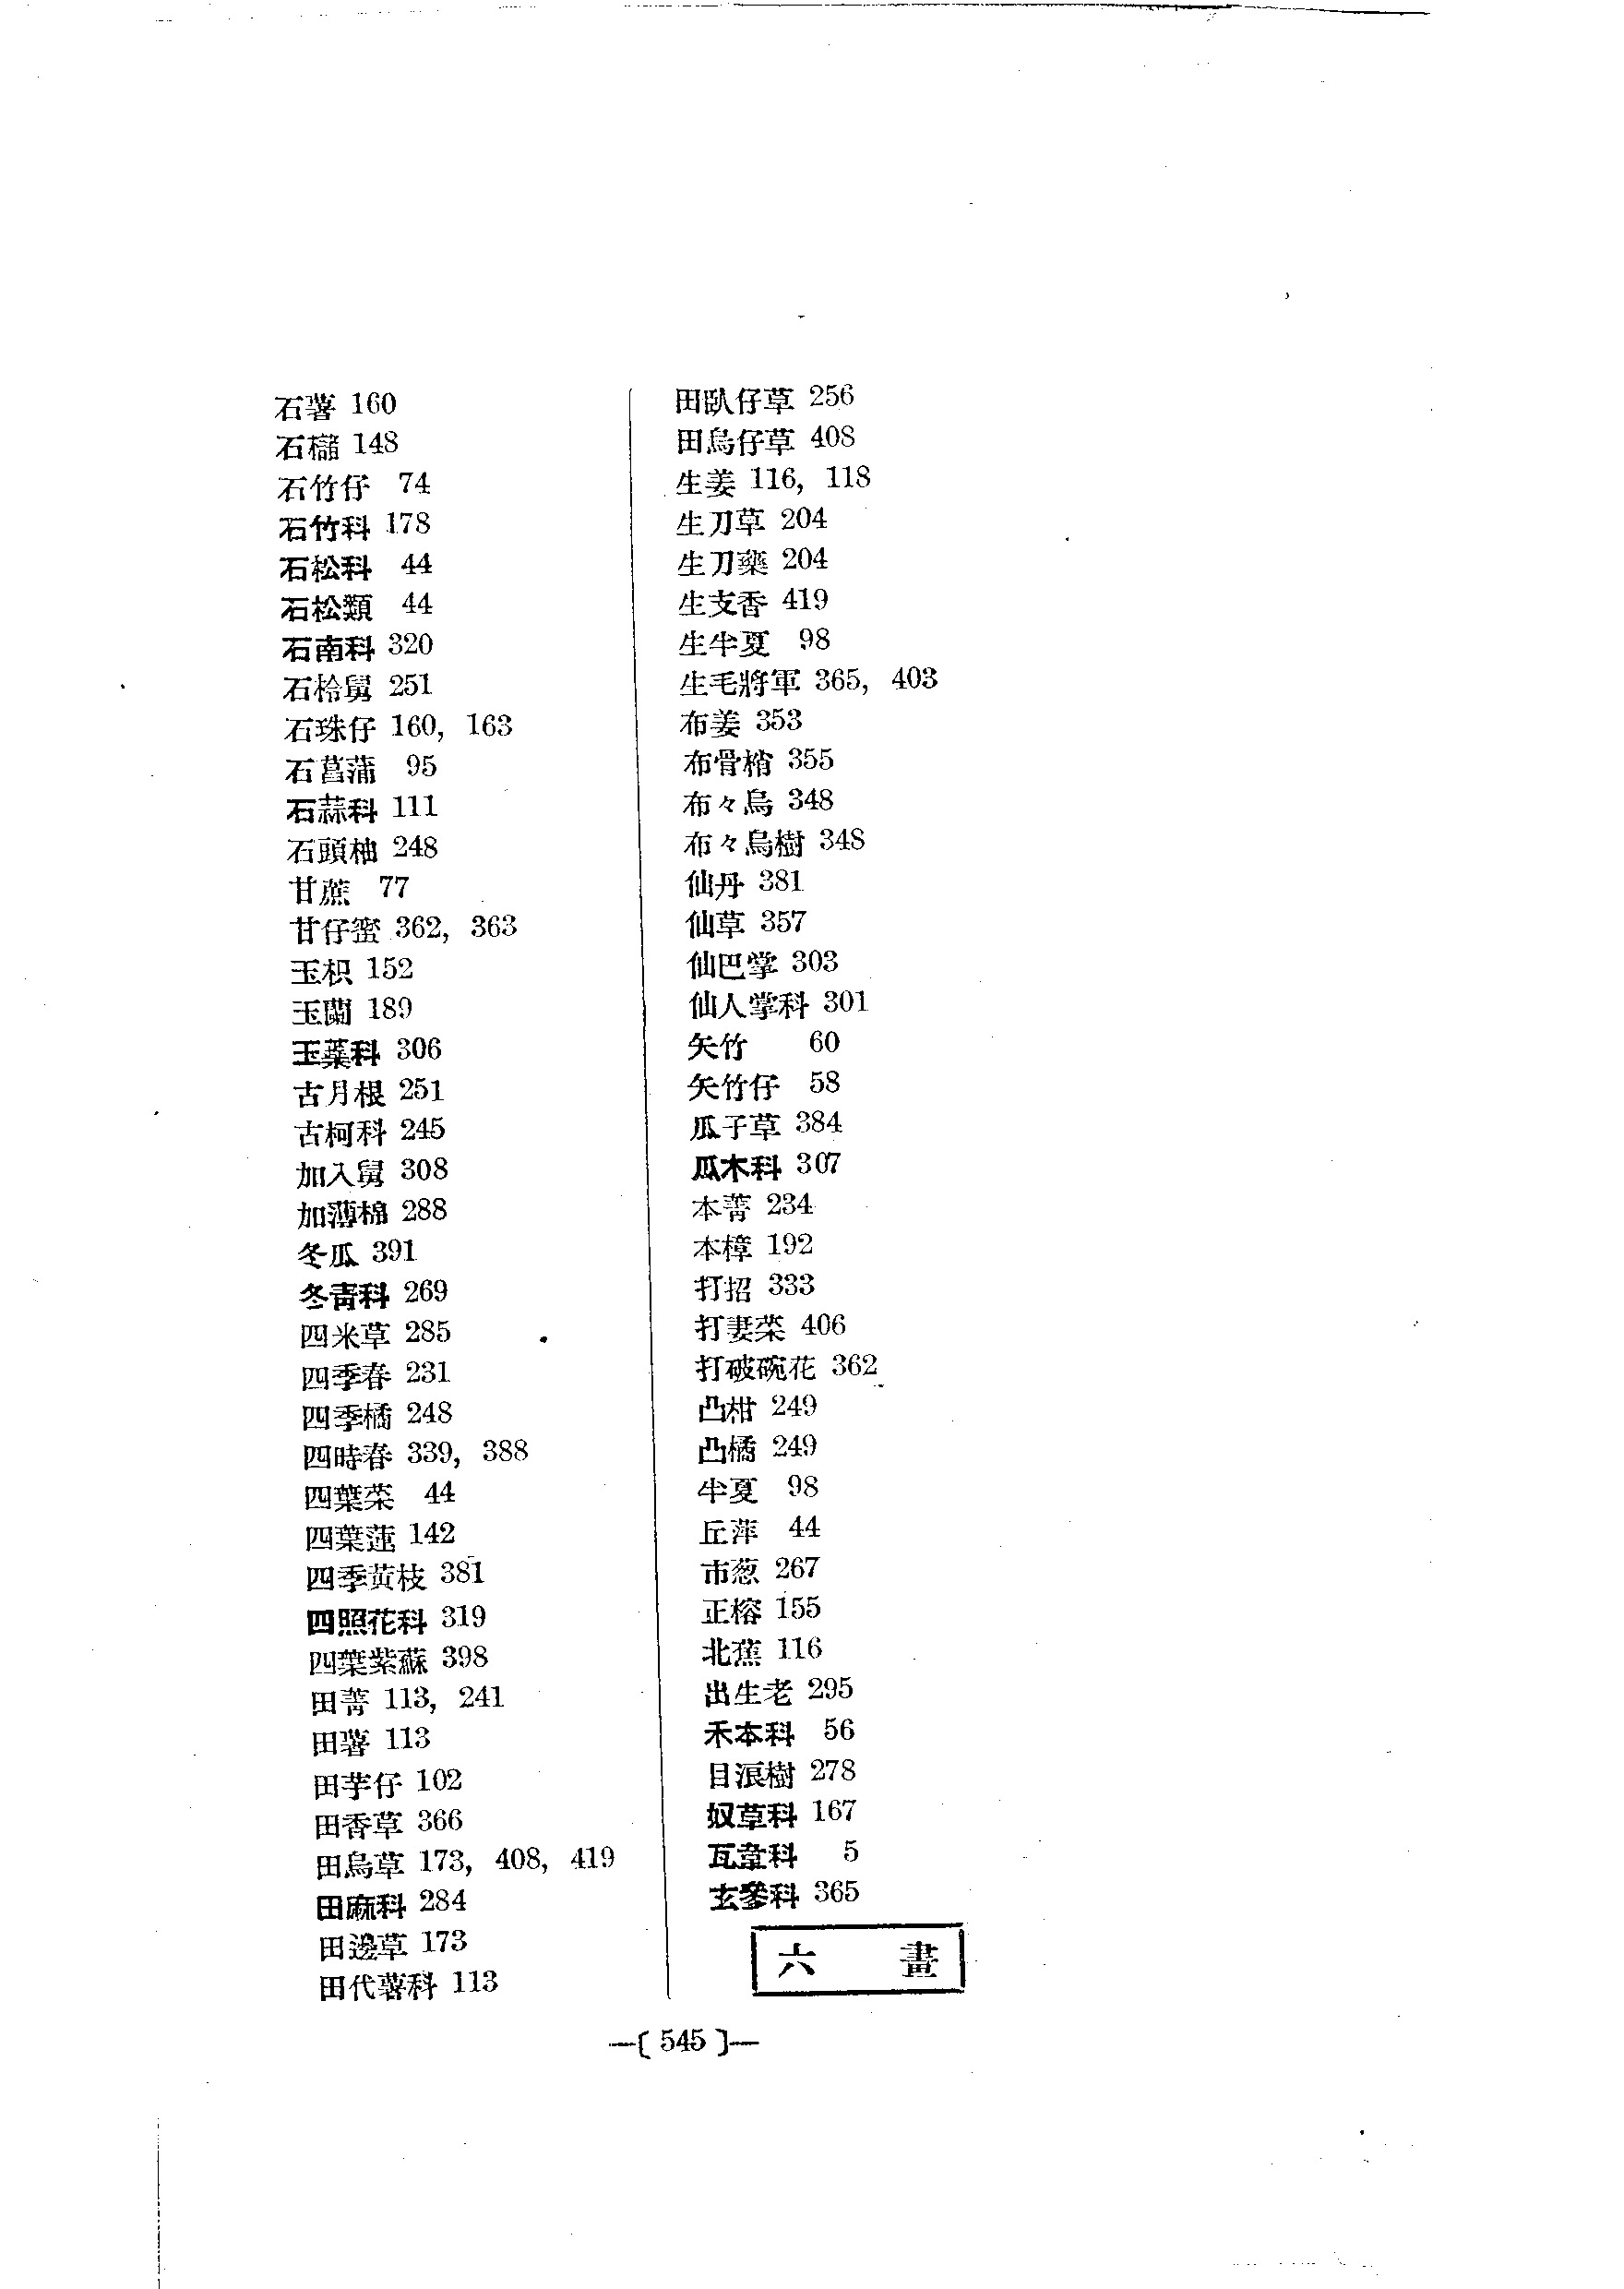 石薯 160
石櫧 148
石竹仔 74
石竹科 178
石松科 44
石松類 44
石南科 320
石柃舅 251
石珠仔 160, 163
石菖蒲 95
石蒜科 111
石頭柚 248
甘蔗 77
甘仔蜜 362, 363
玉枳 152
玉蘭 189
玉蕊科 306
古月根 251
古柯科 245
加入舅 308
加薄棉 288
冬瓜 391
冬青科 269
四米草 285
四季春 231
四季橘 248
四時春 339, 388
四葉菜 44
四葉蓮 142
四季黃枝 381
四照花科 319
四葉紫蘇 398
田菁 113, 241
田薯 113
田芋仔 102
田香草 366
田烏草 173, 408, 419
田麻科 284
田邊草 173
田代薯科 113
田臥仔草 256
田烏仔草 408
生姜 116, 118
生刀草 204
生刀藥 204
生支香 419
生半夏 98
生毛將軍 365, 403
布姜 353
布骨梢 355
布々烏 348
布々烏樹 348
仙丹 381
仙草 357
仙巴掌 303
仙人掌科 301
矢竹 60
矢竹仔 58
瓜子草 384
瓜木科 307
本菁 234
本樟 192
打招 333
打妻菜 406
打破碗花 362
凸柑 249
凸橘 249
半夏 98
丘萍 44
市葱 267
正榕 155
北蕉 116
出生老 295
禾本科 56
目浪樹 278
奴草科 167
瓦韋科 5
玄參科 365
六 畫
—〔 545 〕—